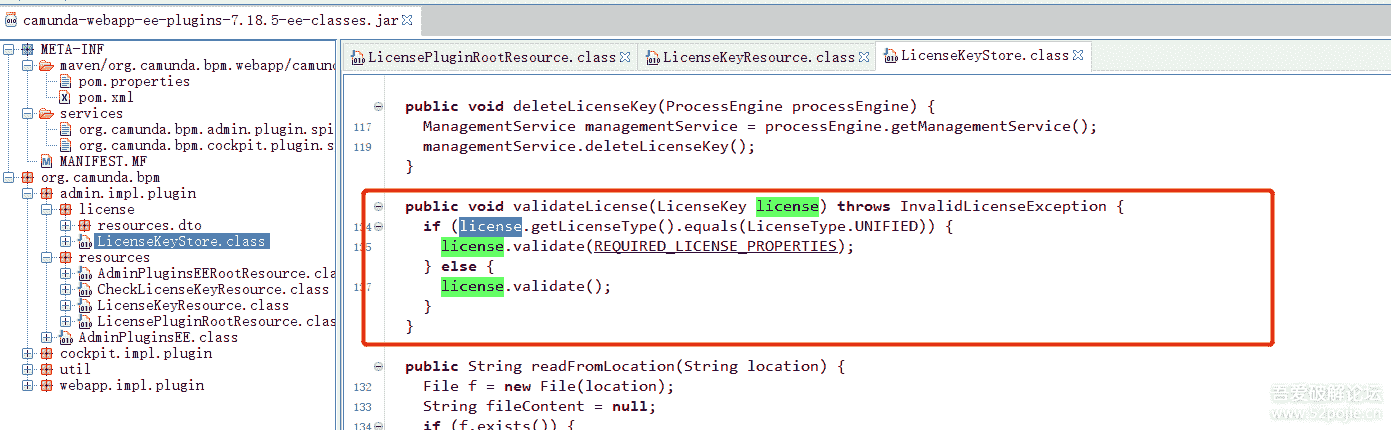 camunda-webapp-ee-plugins-7.18.5-ee-classes.jar
META-INF
maven/org.camunda.bpm.webapp/camund
pom.properties
pom.xml
services
org.camunda.bpm.admin.plugin.spi
org.camunda.bpm.cockpit.plugin.s
MANIFEST.MF
org.camunda.bpm
admin.impl.plugin
license
resources.dto
LicenseKeyStore.class
resources
AdminPluginsEERootResource.cla
CheckLicenseKeyResource.class
LicenseKeyResource.class
LicensePluginRootResource.clas
AdminPluginsEE.class
cockpit.impl.plugin
util
webapp.impl.plugin
LicensePluginRootResource.class LicenseKeyResource.class LicenseKeyStore.class
public void deleteLicenseKey(ProcessEngine processEngine) {
117 ManagementService managementService = processEngine.getManagementService();
119 managementService.deleteLicenseKey();
}
public void validateLicense(LicenseKey license) throws InvalidLicenseException {
124 if (license.getLicenseType().equals(LicenseType.UNIFIED)) {
125 license.validate(REQUIRED_LICENSE_PROPERTIES);
} else {
127 license.validate();
}
}
public String readFromLocation(String location) {
132 File f = new File(location);
133 String fileContent = null;
134 if (f.exists()) {
吾爱破解论坛
www.52pojie.cn